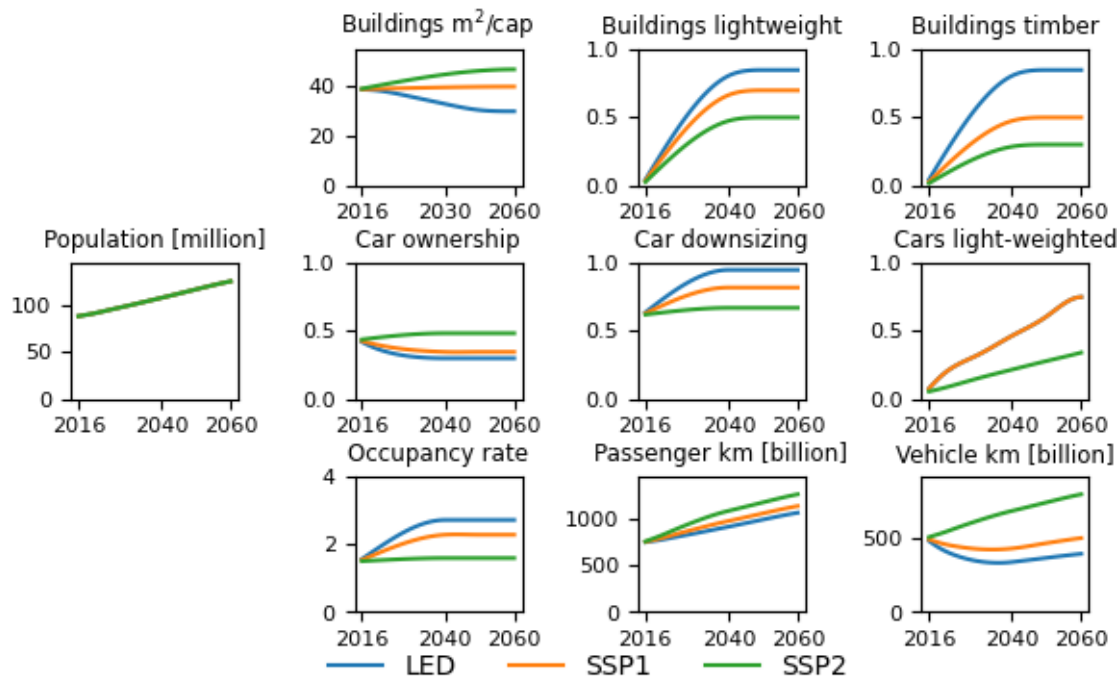 Buildings m²/cap
Buildings lightweight
Buildings timber
40
20
0
2016 2030 2060
1.0
0.5
0.0
2016 2040 2060
1.0
0.5
0.0
2016 2040 2060
Population [million]
Car ownership
Car downsizing
Cars light-weighted
100
50
0
2016 2040 2060
1.0
0.5
0.0
2016 2040 2060
1.0
0.5
0.0
2016 2040 2060
1.0
0.5
0.0
2016 2040 2060
Occupancy rate
Passenger km [billion]
Vehicle km [billion]
4
2
0
2016 2040 2060
1000
500
0
2016 2040 2060
500
0
2016 2040 2060
LED SSP1 SSP2